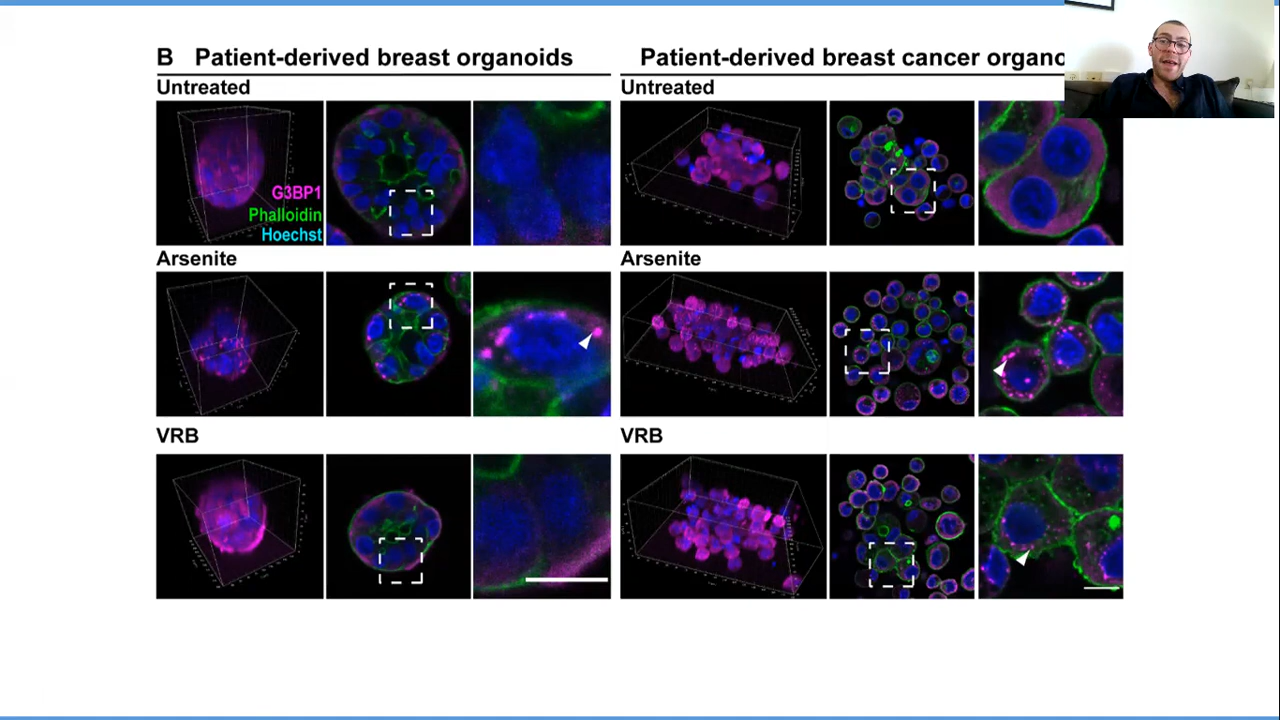 B Patient-derived breast organoids
Patient-derived breast cancer organo
Untreated
Untreated
G3BP1
Phalloidin
Hoechst
Arsenite
Arsenite
VRB
VRB